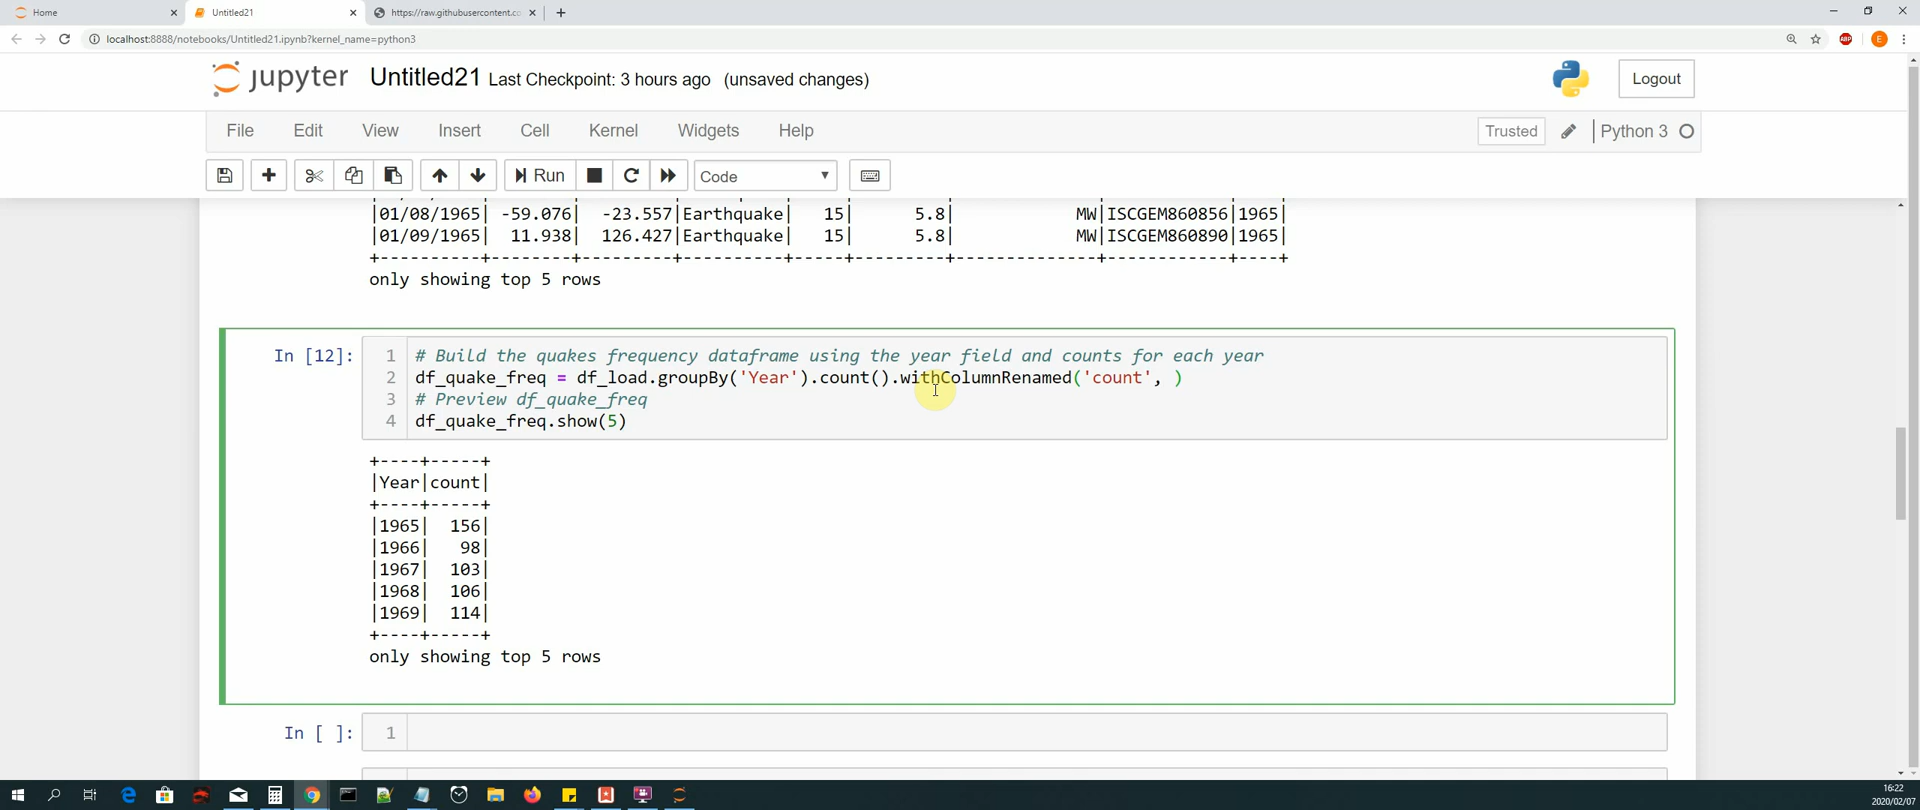 Home
Untitled21
https://raw.githubusercontent.co
localhost:8888/notebooks/Untitled21.ipynb?kernel_name=python3
ABP
E
jupyter Untitled21 Last Checkpoint: 3 hours ago (unsaved changes)
Logout
File Edit View Insert Cell Kernel Widgets Help
Trusted Python 3
Run Code
|01/08/1965| -59.076| -23.557|Earthquake| 15| 5.8| MW|ISCGEM860856|1965|
|01/09/1965| 11.938| 126.427|Earthquake| 15| 5.8| MW|ISCGEM860890|1965|
+----------+--------+---------+----------+-----+---------+--------------+------------+----+
only showing top 5 rows
In [12]:
1 # Build the quakes frequency dataframe using the year field and counts for each year
2 df_quake_freq = df_load.groupBy('Year').count().withColumnRenamed('count', )
3 # Preview df_quake_freq
4 df_quake_freq.show(5)
+----+-----+
|Year|count|
+----+-----+
|1965| 156|
|1966| 98|
|1967| 103|
|1968| 106|
|1969| 114|
+----+-----+
only showing top 5 rows
In [ ]: 1
16:22
2020/02/07